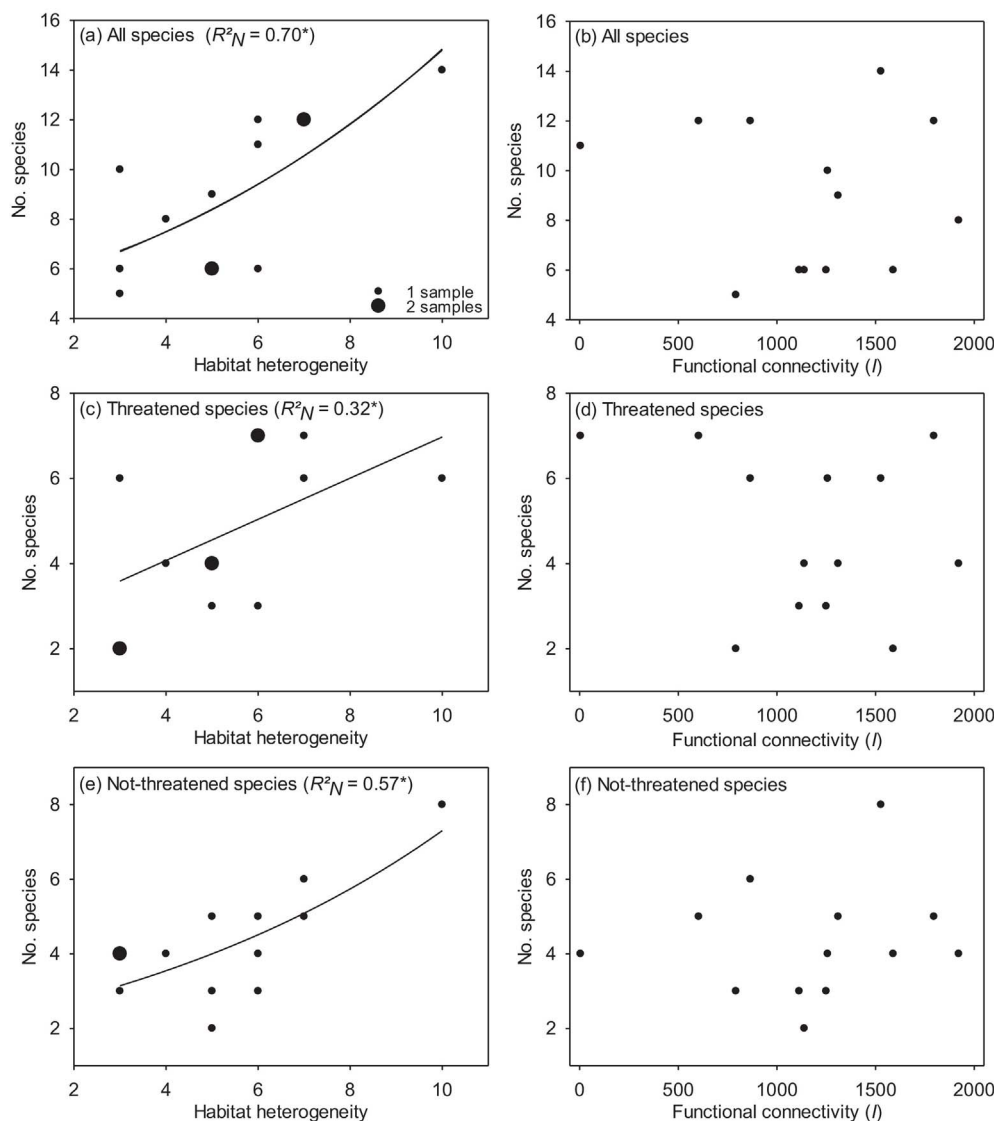 (a) All species (R²N = 0.70*)
No. species
16
14
12
10
8
6
4
2 4 6 8 10
Habitat heterogeneity
1 sample
2 samples
(b) All species
No. species
16
14
12
10
8
6
4
0 500 1000 1500 2000
Functional connectivity (I)
(c) Threatened species (R²N = 0.32*)
No. species
8
6
4
2
2 4 6 8 10
Habitat heterogeneity
(d) Threatened species
No. species
8
6
4
2
0 500 1000 1500 2000
Functional connectivity (I)
(e) Not-threatened species (R²N = 0.57*)
No. species
8
6
4
2
2 4 6 8 10
Habitat heterogeneity
(f) Not-threatened species
No. species
8
6
4
2
0 500 1000 1500 2000
Functional connectivity (I)